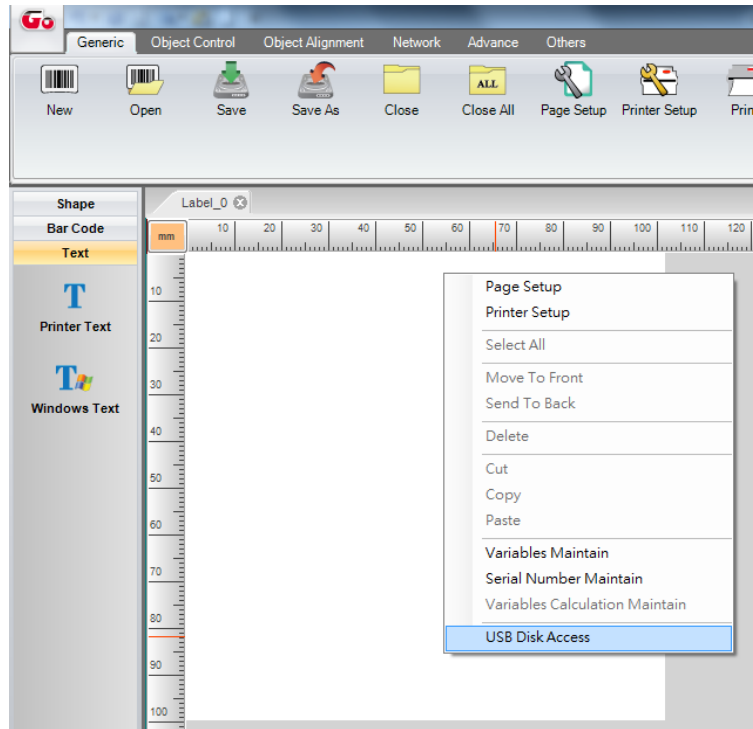 Go
Generic Object Control Object Alignment Network Advance Others
New Open Save Save As Close ALL Close All Page Setup Printer Setup
Shape
Bar Code
Text
T
Printer Text
T
Windows Text
Label_0
mm 10 20 30 40 50 60 70 80 90 100 110 120
10
20
30
40
50
60
70
80
90
100
Page Setup
Printer Setup
Select All
Move To Front
Send To Back
Delete
Cut
Copy
Paste
Variables Maintain
Serial Number Maintain
Variables Calculation Maintain
USB Disk Access